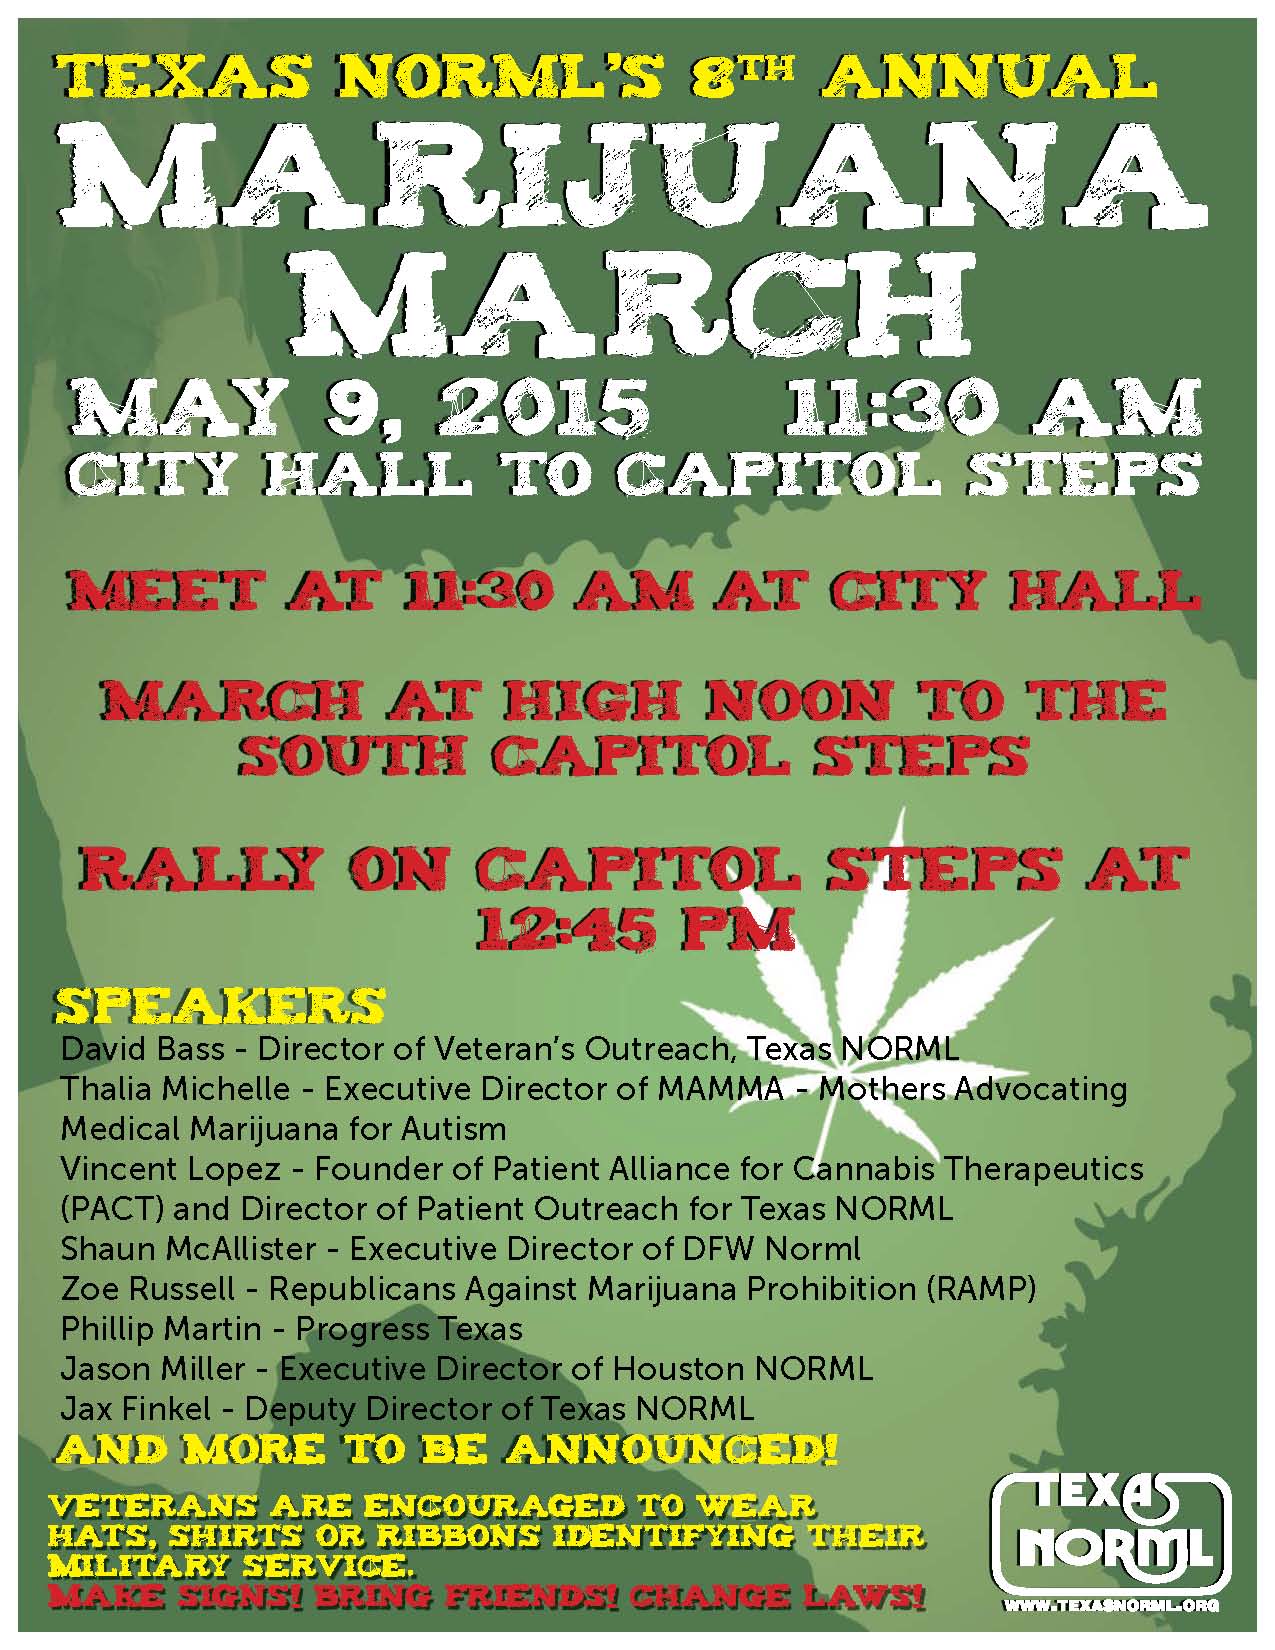 TEXAS NORML'S 8TH ANNUAL
MARIJUANA
MARCH
MAY 9, 2015 11:30 AM
CITY HALL TO CAPITOL STEPS
MEET AT 11:30 AM AT CITY HALL
MARCH AT HIGH NOON TO THE
SOUTH CAPITOL STEPS
RALLY ON CAPITOL STEPS AT
12:45 PM
SPEAKERS
David Bass - Director of Veteran's Outreach, Texas NORML
Thalia Michelle - Executive Director of MAMMA - Mothers Advocating
Medical Marijuana for Autism
Vincent Lopez - Founder of Patient Alliance for Cannabis Therapeutics
(PACT) and Director of Patient Outreach for Texas NORML
Shaun McAllister - Executive Director of DFW Norml
Zoe Russell - Republicans Against Marijuana Prohibition (RAMP)
Phillip Martin - Progress Texas
Jason Miller - Executive Director of Houston NORML
Jax Finkel - Deputy Director of Texas NORML
AND MORE TO BE ANNOUNCED!
VETERANS ARE ENCOURAGED TO WEAR
HATS, SHIRTS OR RIBBONS IDENTIFYING THEIR
MILITARY SERVICE.
MAKE SIGNS! BRING FRIENDS! CHANGE LAWS!
TEXAS
NORML
WWW.TEXASNORML.ORG